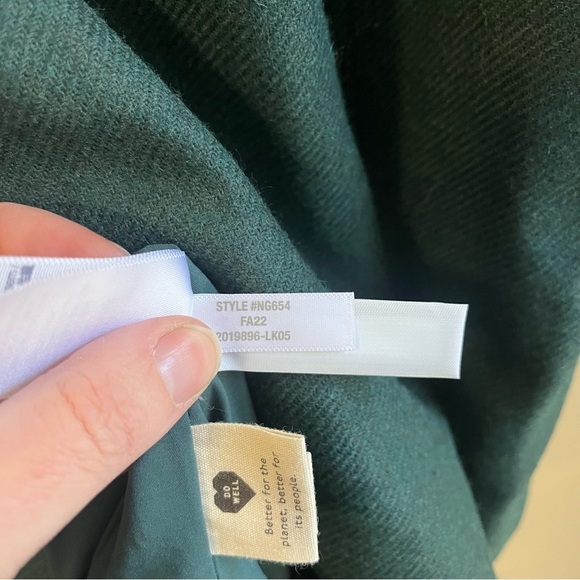 STYLE #NG654
FA22
2019896-LK05
DO
WELL
Better for the
planet, better for
its people.